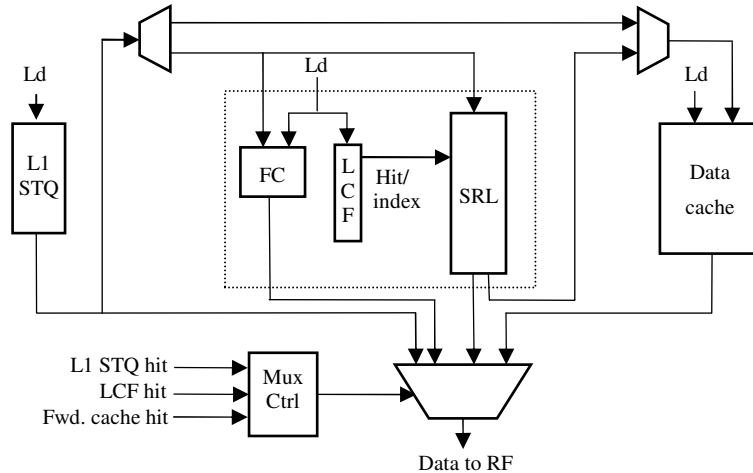 Ld
Ld
Ld
L1
STQ
FC
L
C
F
Hit/
index
SRL
Data
cache
L1 STQ hit
LCF hit
Fwd. cache hit
Mux
Ctrl
Data to RF